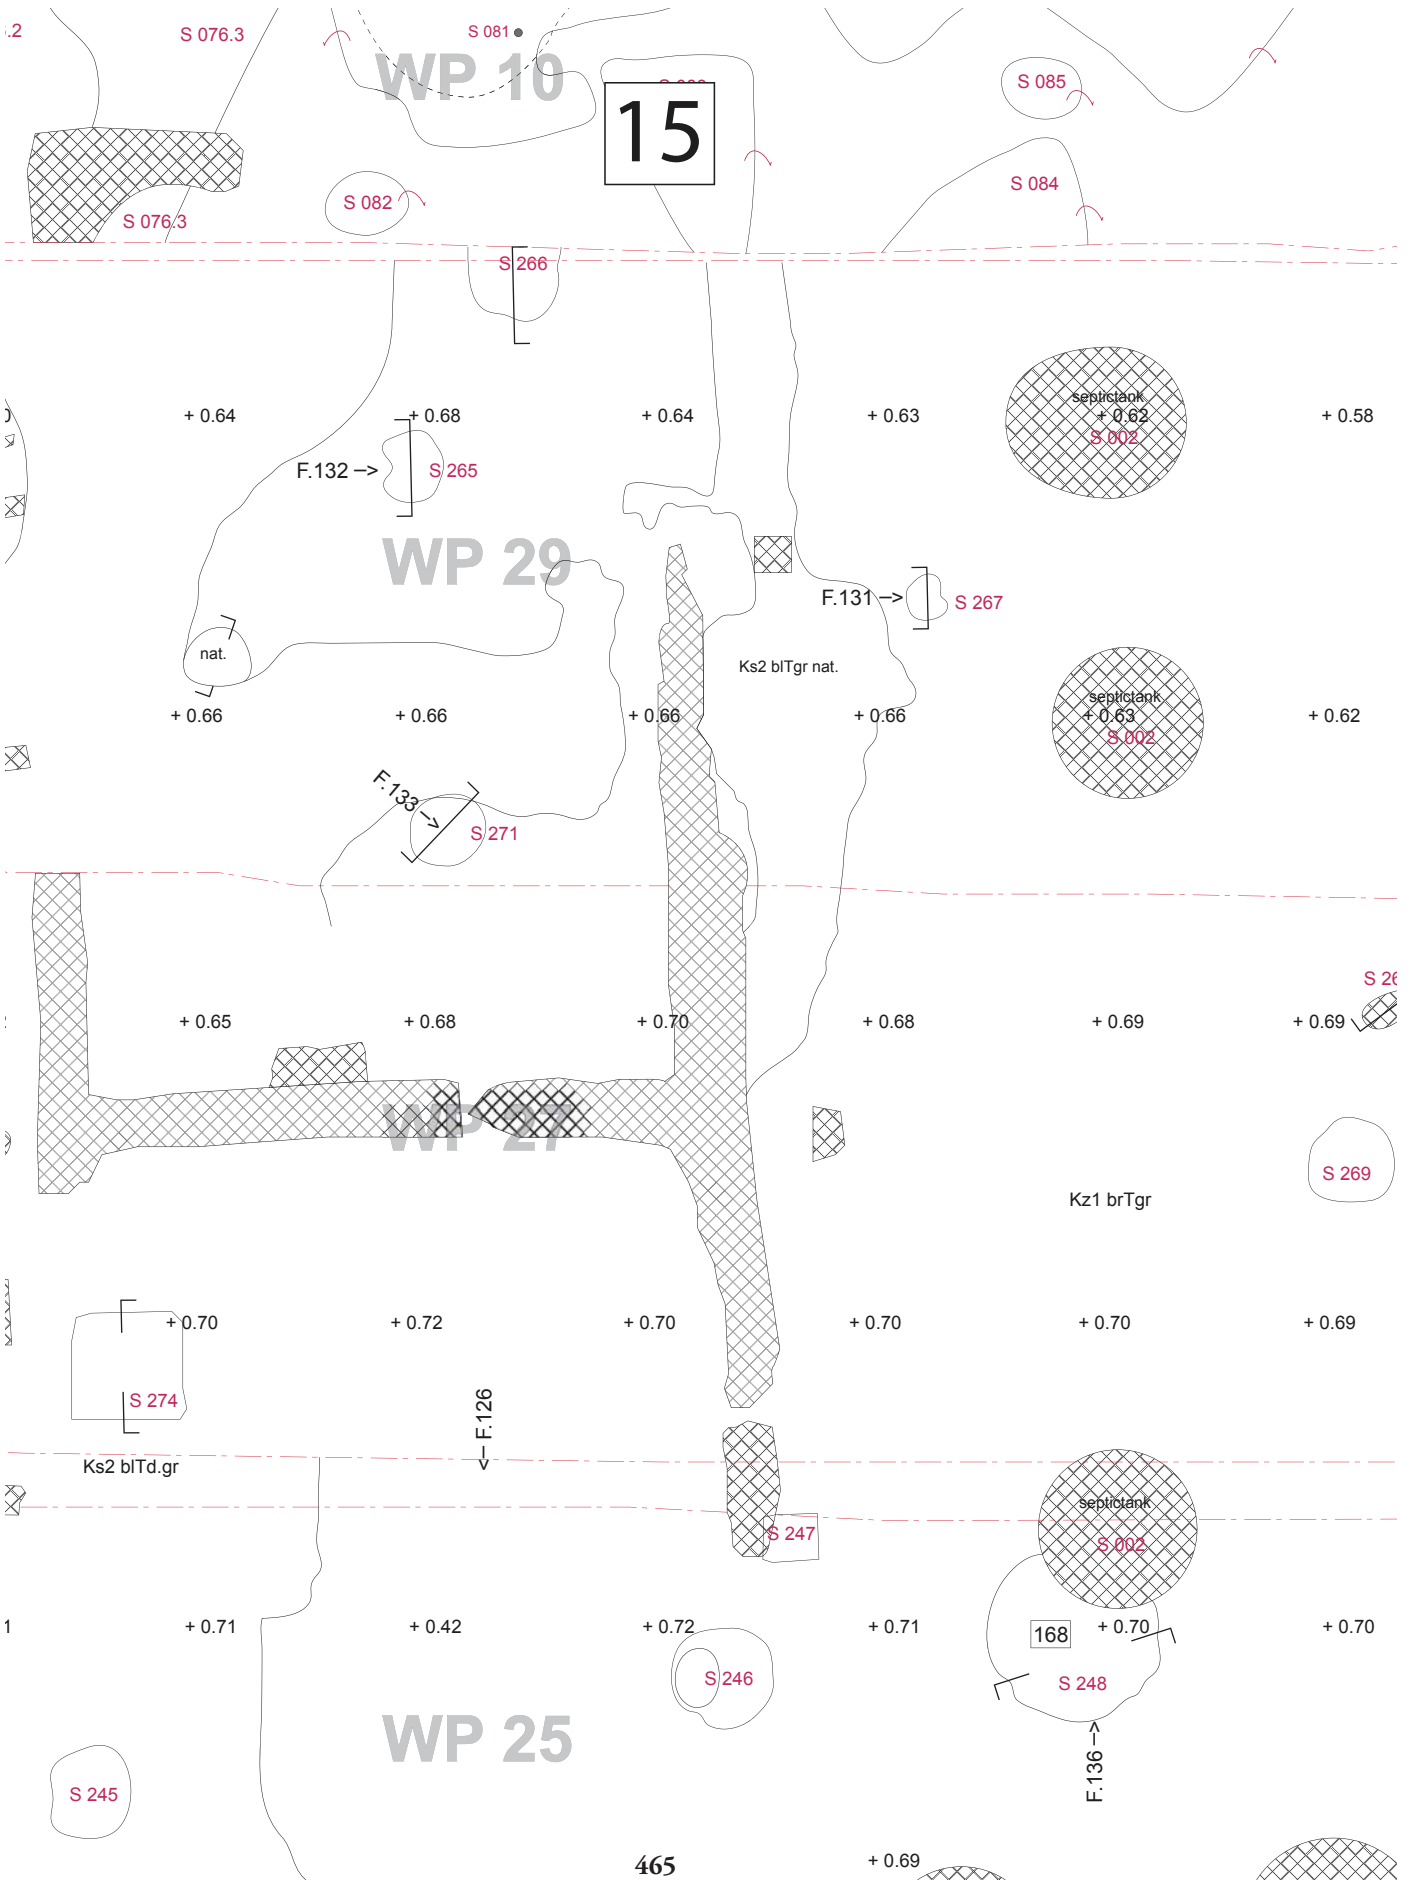 .2
S 076.3
S 081
WP 10
15
S 085
S 084
S 082
S 076.3
S 266
+ 0.64
+ 0.68
+ 0.64
+ 0.63
septictank
+ 0.62
S 002
+ 0.58
F.132 ->
S 265
WP 29
F.131 ->
S 267
nat.
Ks2 blTgr nat.
+ 0.66
+ 0.66
+ 0.66
+ 0.66
septictank
+ 0.63
S 002
+ 0.62
F.133 ->
S 271
S 26
+ 0.65
+ 0.68
+ 0.70
+ 0.68
+ 0.69
+ 0.69
WP 27
S 269
Kz1 brTgr
+ 0.70
+ 0.72
+ 0.70
+ 0.70
+ 0.70
+ 0.69
S 274
<- F.126
Ks2 blTd.gr
septictank
S 002
S 247
1
+ 0.71
+ 0.42
+ 0.72
+ 0.71
168
+ 0.70
+ 0.70
S 246
S 248
WP 25
F.136 ->
S 245
465
+ 0.69